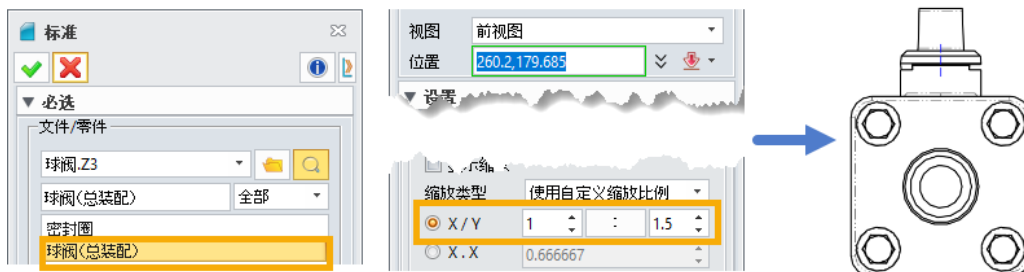 标准
必选
文件/零件
球阀.Z3
球阀(总装配) 全部
密封圈
球阀(总装配)
视图 前视图
位置 260.2,179.685
设置
缩放类型 使用自定义缩放比例
X / Y 1 : 1.5
X . X 0.666667